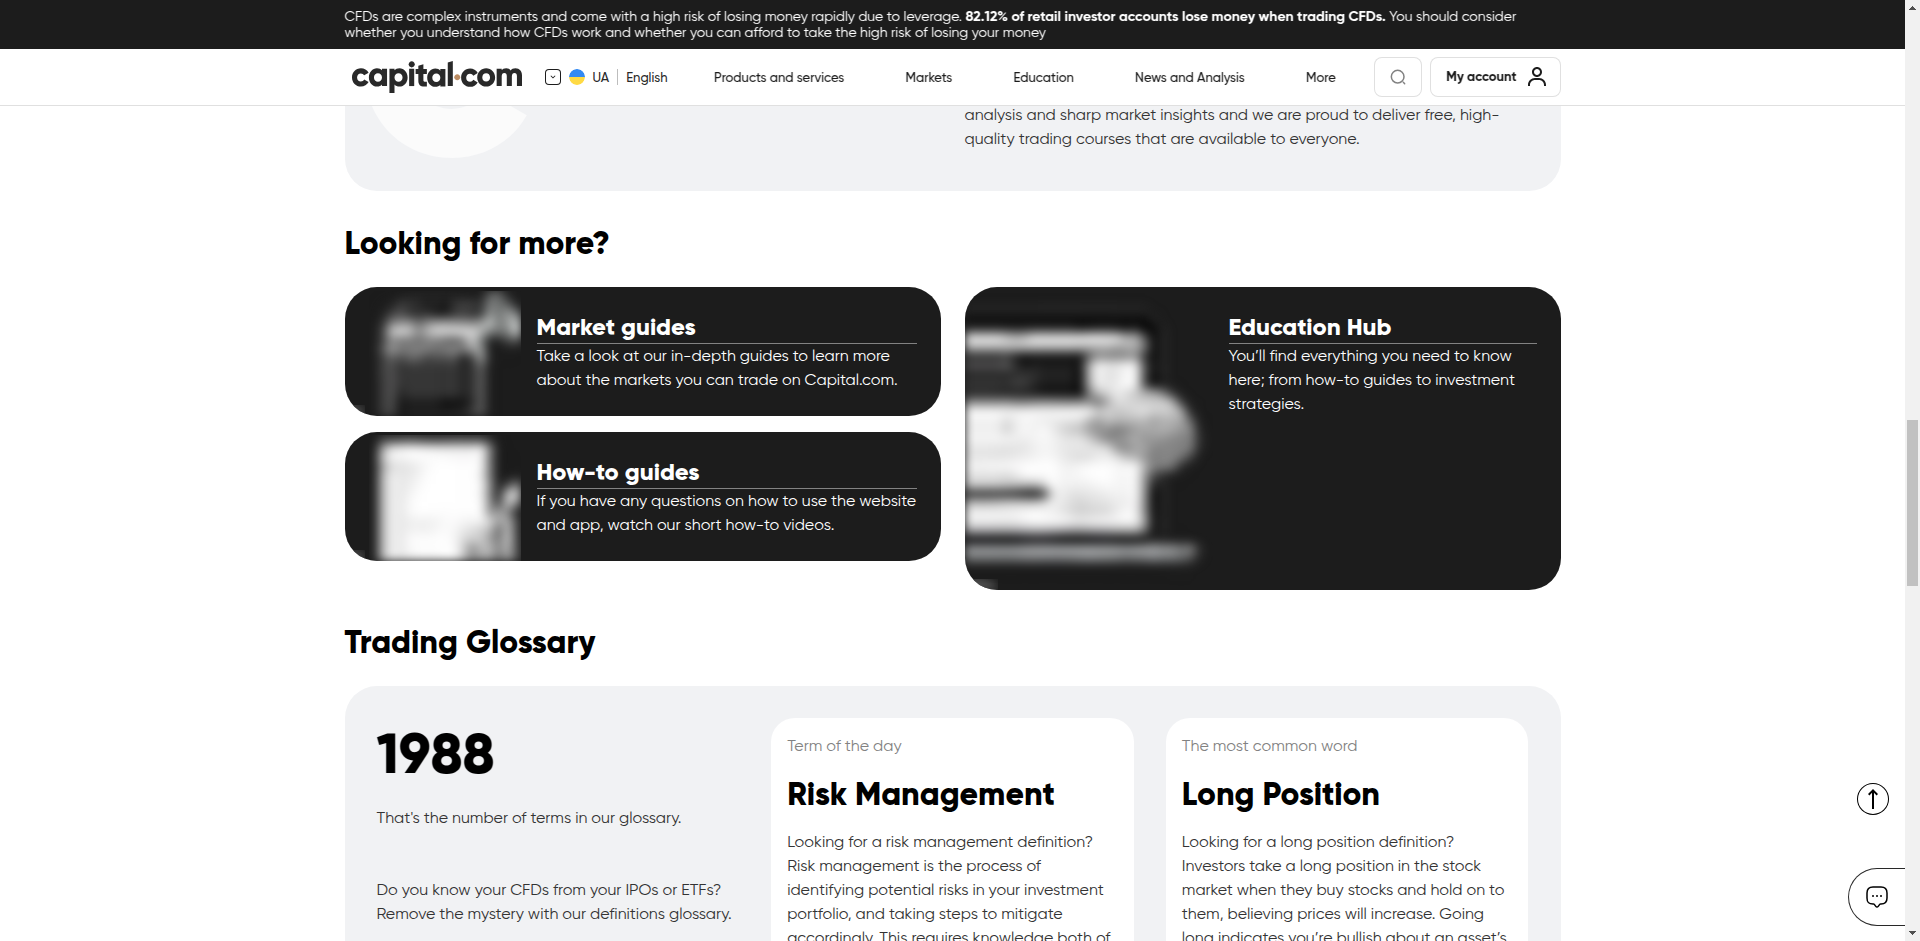 CFDs are complex instruments and come with a high risk of losing money rapidly due to leverage. 82.12% of retail investor accounts lose money when trading CFDs. You should consider
whether you understand how CFDs work and whether you can afford to take the high risk of losing your money
capital.com
UA
English
Products and services
Markets
Education
News and Analysis
More
My account
analysis and sharp market insights and we are proud to deliver free, high-
quality trading courses that are available to everyone.
Looking for more?
Market guides
Take a look at our in-depth guides to learn more
about the markets you can trade on Capital.com.
How-to guides
If you have any questions on how to use the website
and app, watch our short how-to videos.
Education Hub
You’ll find everything you need to know
here; from how-to guides to investment
strategies.
Trading Glossary
1988
That's the number of terms in our glossary.
Do you know your CFDs from your IPOs or ETFs?
Remove the mystery with our definitions glossary.
Term of the day
Risk Management
Looking for a risk management definition?
Risk management is the process of
identifying potential risks in your investment
portfolio, and taking steps to mitigate
accordingly. This requires knowledge both of
The most common word
Long Position
Looking for a long position definition?
Investors take a long position in the stock
market when they buy stocks and hold on to
them, believing prices will increase. Going
long indicates you’re bullish about an asset’s